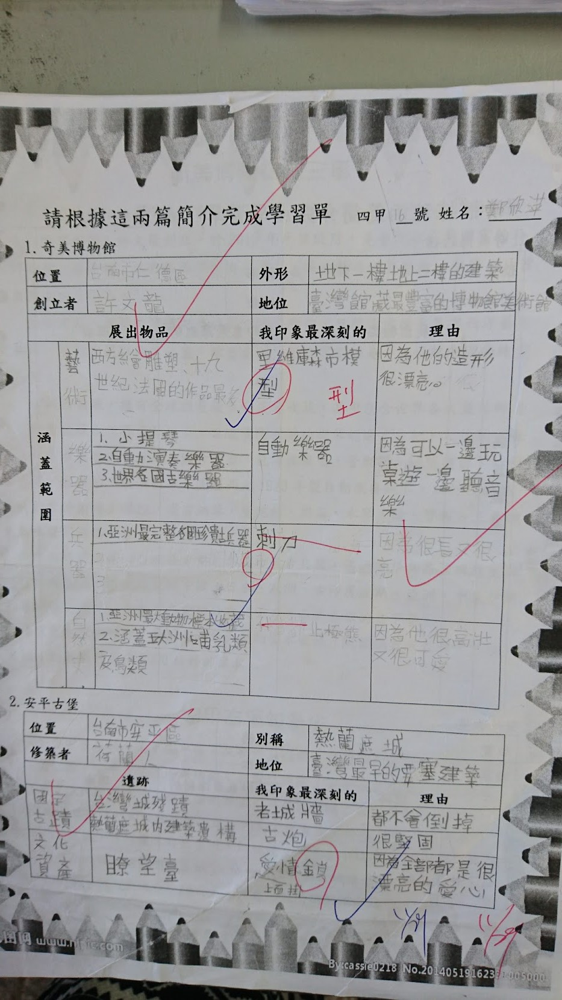 請根據這兩篇簡介完成學習單 四甲 16 號 姓名：鄭欣萍
1. 奇美博物館
位置 台南市仁德區 外形 地下一樓地上二樓的建築
創立者 許文龍 地位 臺灣館藏最豐富的博物館美術館
展出物品 我印象最深刻的 理由
涵蓋範圍
藝術 西方繪雕塑、十九 里維庫森市模 因為他的造形
世紀法國的作品最多 型 型 很漂亮。
樂器 1. 小提琴 自動樂器 因為可以一邊玩
2.自動演奏樂器 桌遊一邊聽音
3.世界各國古樂器 樂
兵器 1.亞洲最完整各國珍貴兵器 刺刀 因為很長又很
亮
自然史 1.亞洲最大動物標本收藏 北極熊 因為他很高壯
2.涵蓋五大洲哺乳類 又很可愛
及鳥類
2. 安平古堡
位置 台南市安平區 別稱 熱蘭遮城
修築者 荷蘭人 地位 臺灣最早的要塞建築
遺跡 我印象最深刻的 理由
國定古蹟 台灣城殘蹟 老城牆 都不會倒掉
熱蘭遮城內建築遺構 古炮 很堅固
文化資產 瞭望臺 愛情鎖 因為全部都是很
上面掛 漂亮的愛心
11/29 11/29
图网 www.nipic.com
By:cassie0218 No.20140519162331005000